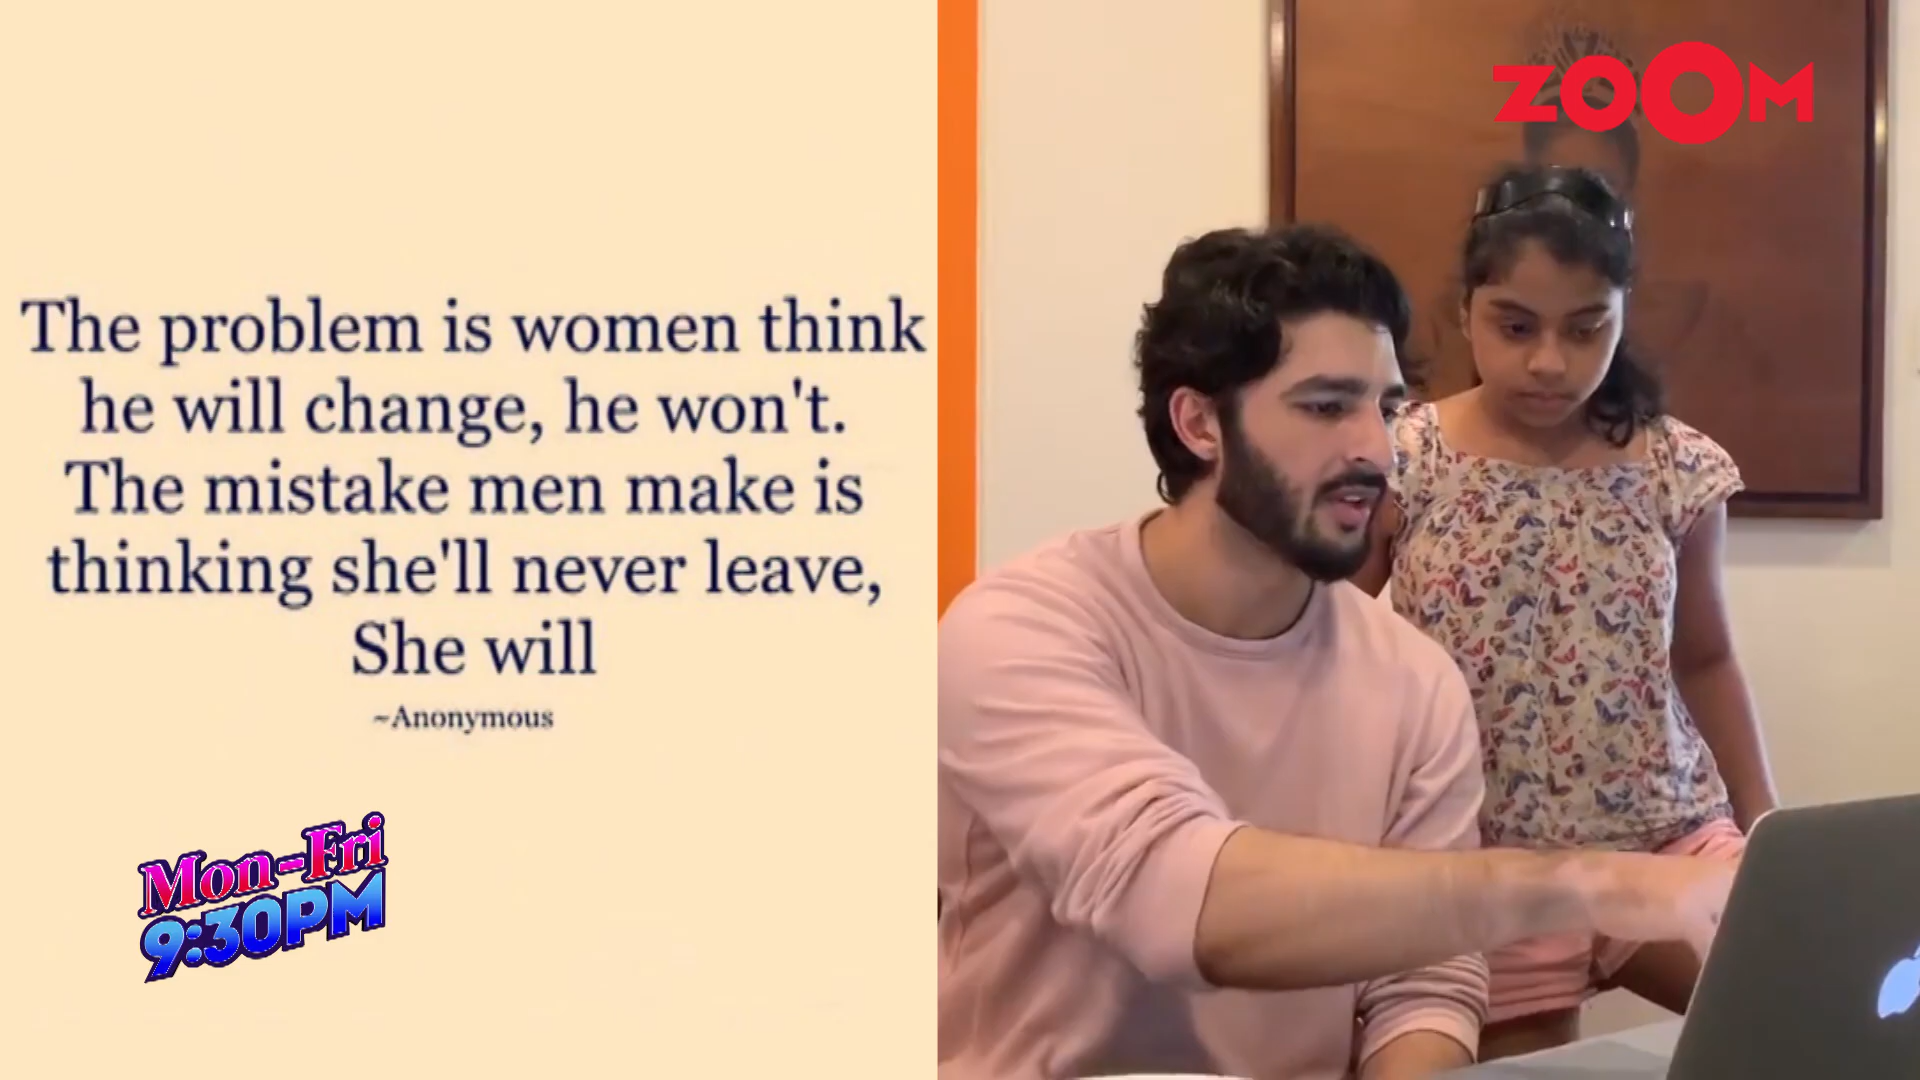 The problem is women think
he will change, he won't.
The mistake men make is
thinking she'll never leave,
She will
~Anonymous
Mon-Fri
9:30PM
zoom